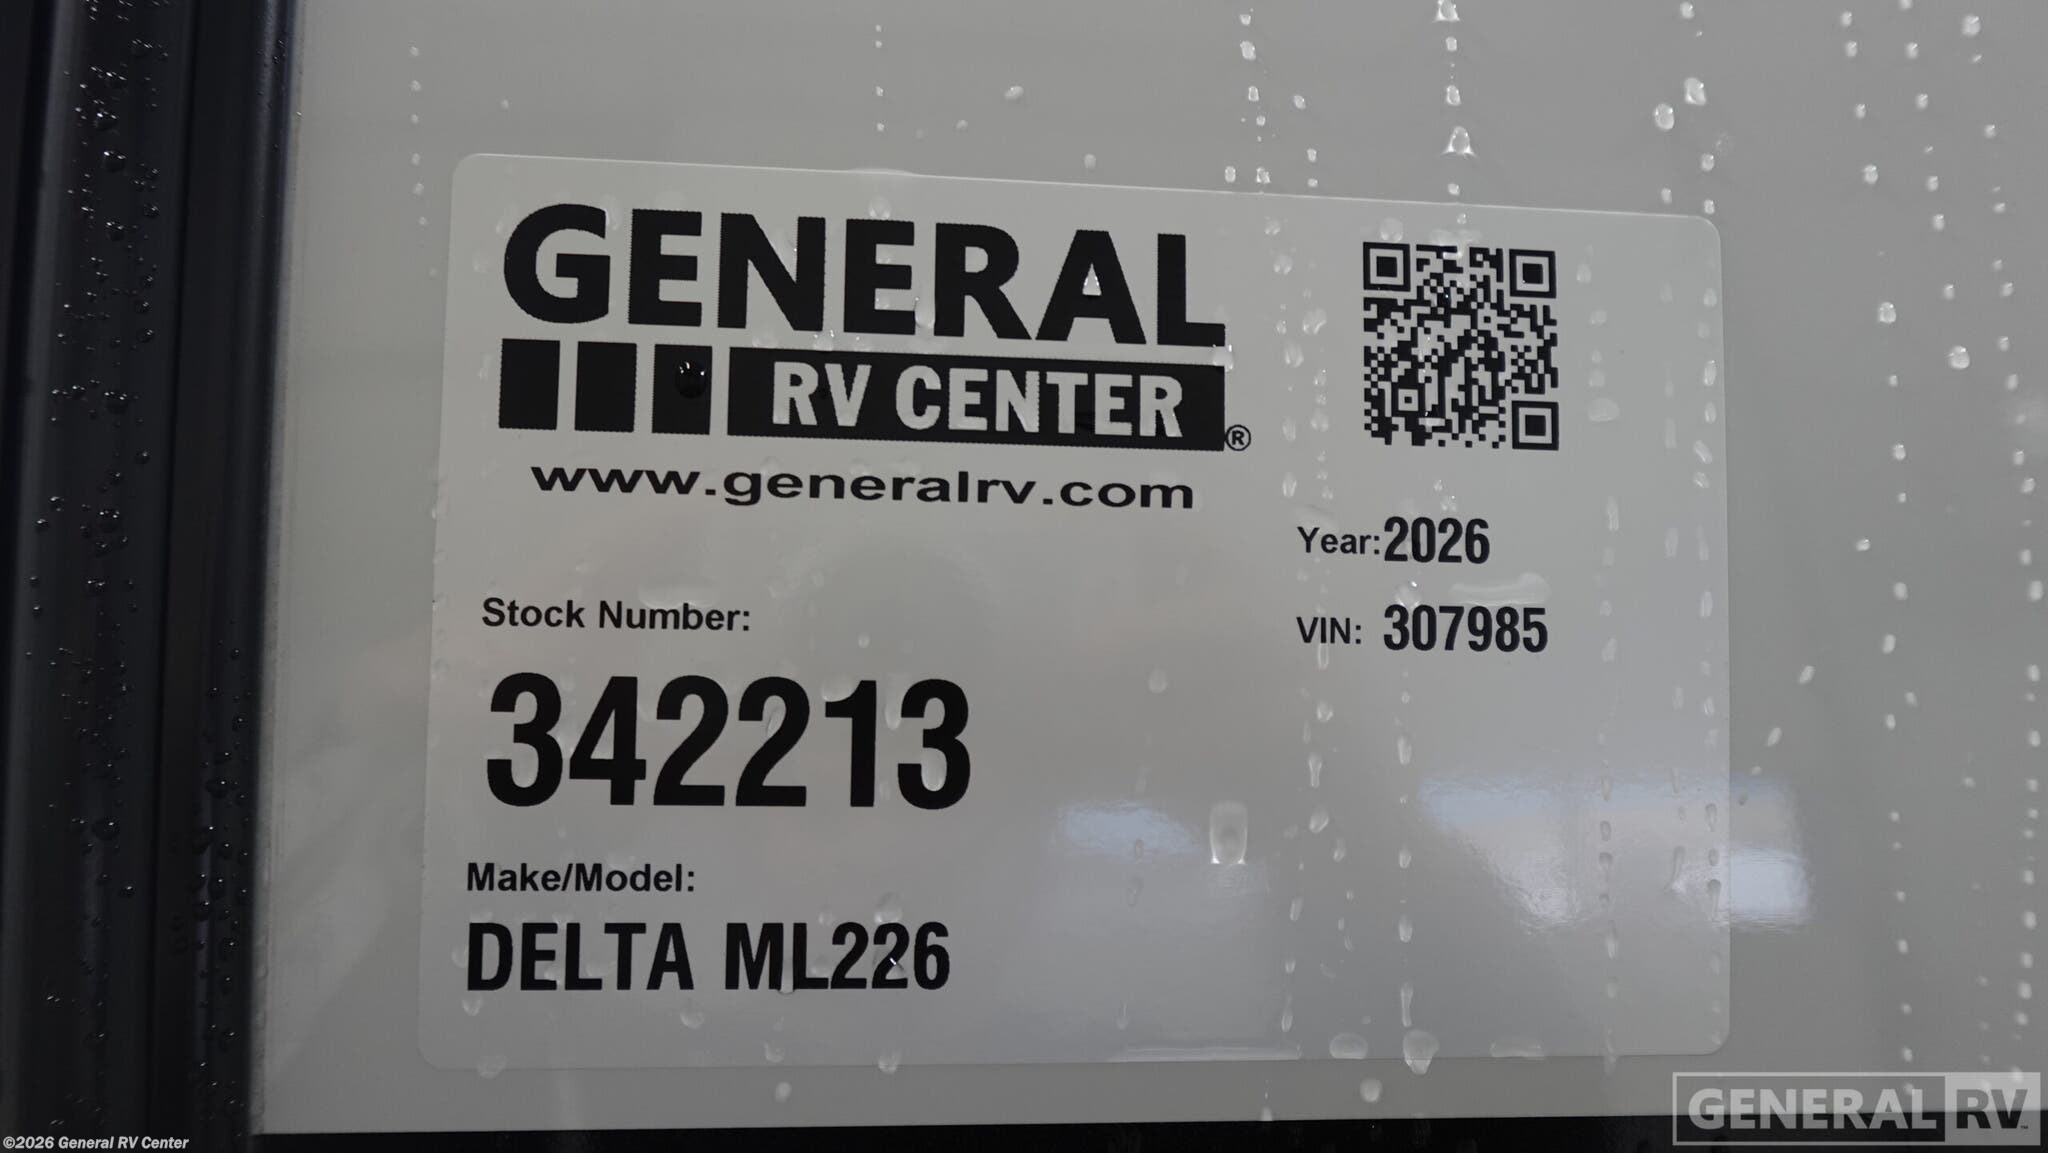 GENERAL
RV CENTER®
www.generalrv.com
Year: 2026
VIN: 307985
Stock Number:
342213
Make/Model:
DELTA ML226
GENERAL RV™
©2026 General RV Center